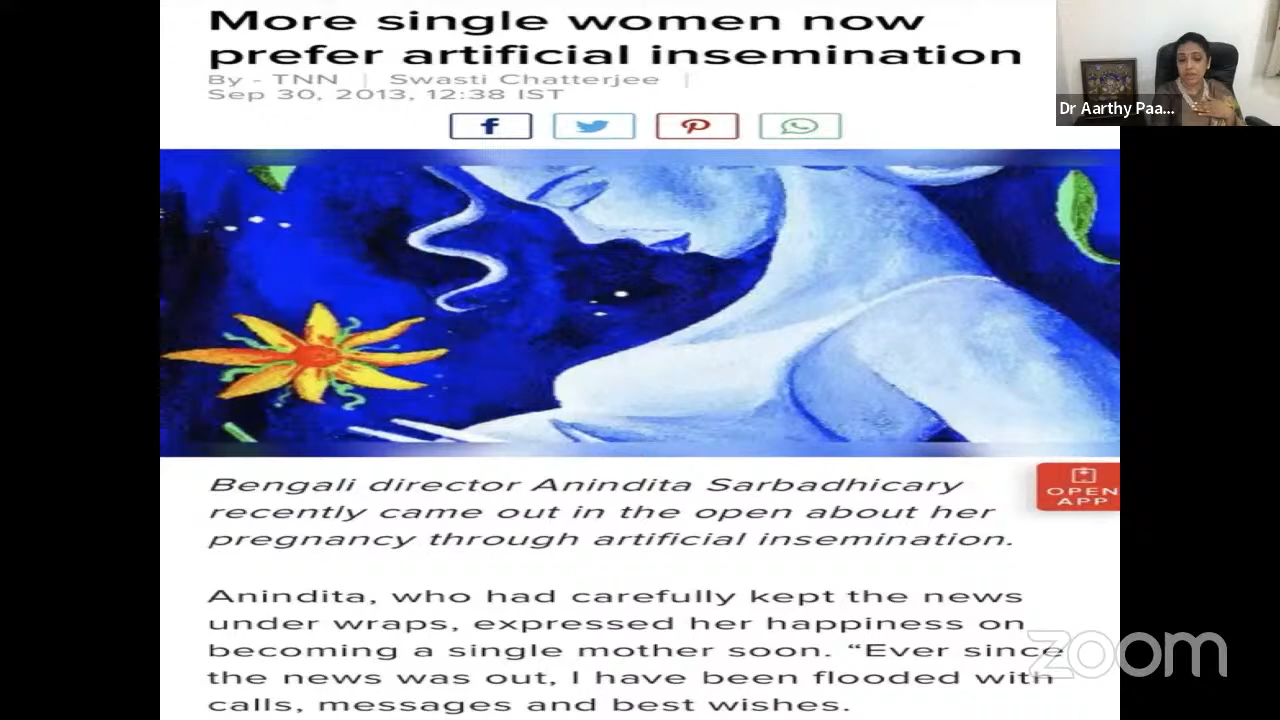 More single women now
prefer artificial insemination
By - TNN | Swasti Chatterjee |
Sep 30, 2013, 12:38 IST
Dr Aarthy Paa...
Bengali director Anindita Sarbadhicary
recently came out in the open about her
pregnancy through artificial insemination.
OPEN
APP
Anindita, who had carefully kept the news
under wraps, expressed her happiness on
becoming a single mother soon. “Ever since
the news was out, I have been flooded with
calls, messages and best wishes.
zoom